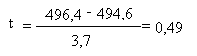 t = 496,4 - 494,6 / 3,7 = 0,49